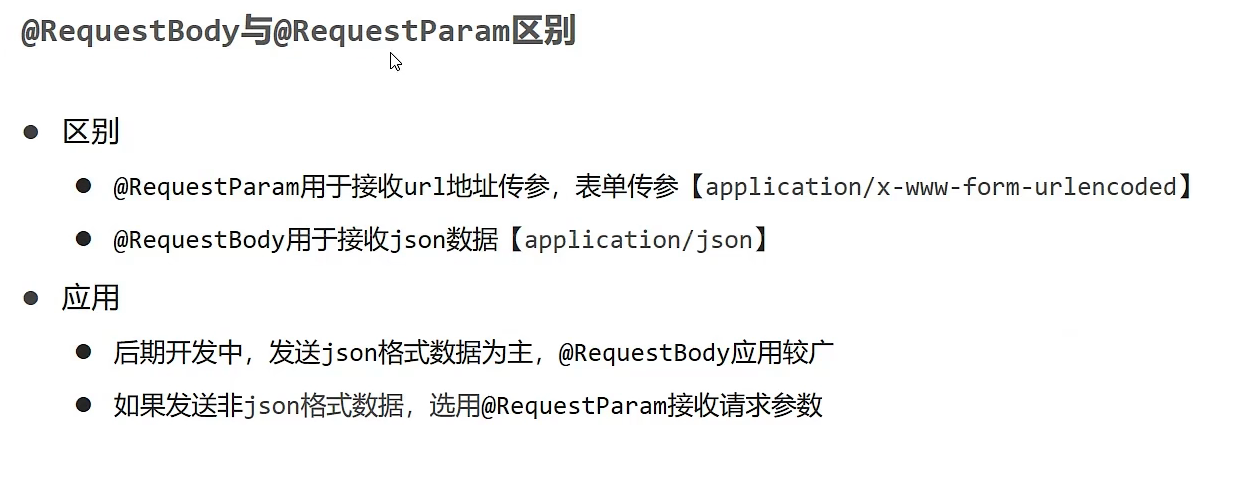 @RequestBody与@RequestParam区别
● 区别
● @RequestParam用于接收url地址传参，表单传参【application/x-www-form-urlencoded】
● @RequestBody用于接收json数据【application/json】
● 应用
● 后期开发中，发送json格式数据为主，@RequestBody应用较广
● 如果发送非json格式数据，选用@RequestParam接收请求参数